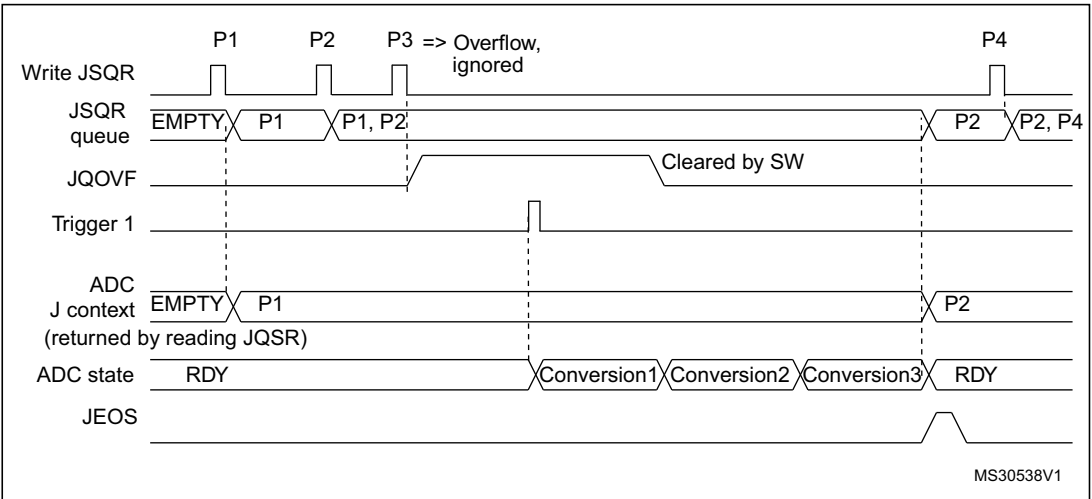 P1 P2 P3 => Overflow, P4
ignored
Write JSQR
JSQR
queue
EMPTY P1 P1, P2 P2 P2, P4
JQOVF Cleared by SW
Trigger 1
ADC
J context
EMPTY P1 P2
(returned by reading JQSR)
ADC state RDY Conversion1 Conversion2 Conversion3 RDY
JEOS
MS30538V1